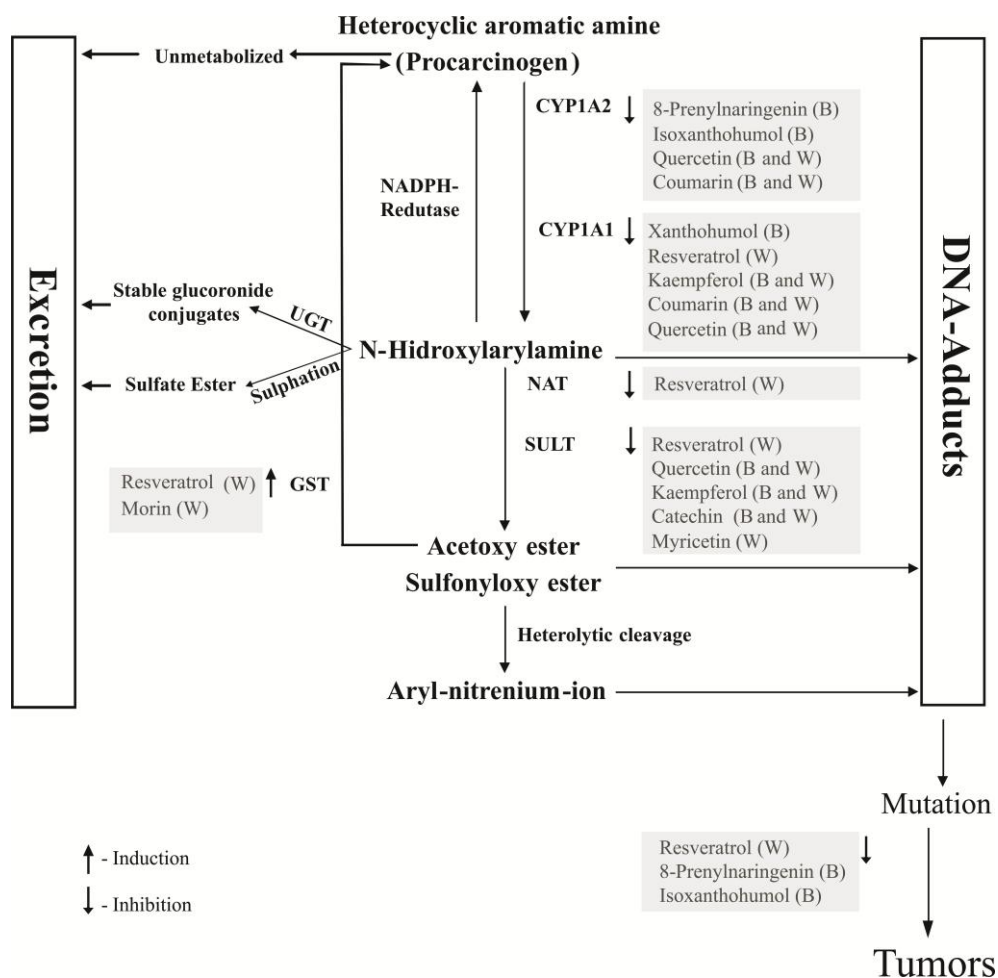 Heterocyclic aromatic amine
(Procarcinogen)
Unmetabolized
CYP1A2
8-Prenylnaringenin (B)
Isoxanthohumol (B)
Quercetin (B and W)
Coumarin (B and W)
NADPH-
Redutase
CYP1A1
Xanthohumol (B)
Resveratrol (W)
Kaempferol (B and W)
Coumarin (B and W)
Quercetin (B and W)
Excretion
DNA-Adducts
Stable glucoronide
conjugates
UGT
N-Hidroxylarylamine
Sulfate Ester
Sulphation
NAT
Resveratrol (W)
SULT
Resveratrol (W)
Quercetin (B and W)
Kaempferol (B and W)
Catechin (B and W)
Myricetin (W)
Resveratrol (W)
Morin (W)
GST
Acetoxy ester
Sulfonyloxy ester
Heterolytic cleavage
Aryl-nitrenium-ion
Mutation
Resveratrol (W)
8-Prenylnaringenin (B)
Isoxanthohumol (B)
- Induction
- Inhibition
Tumors